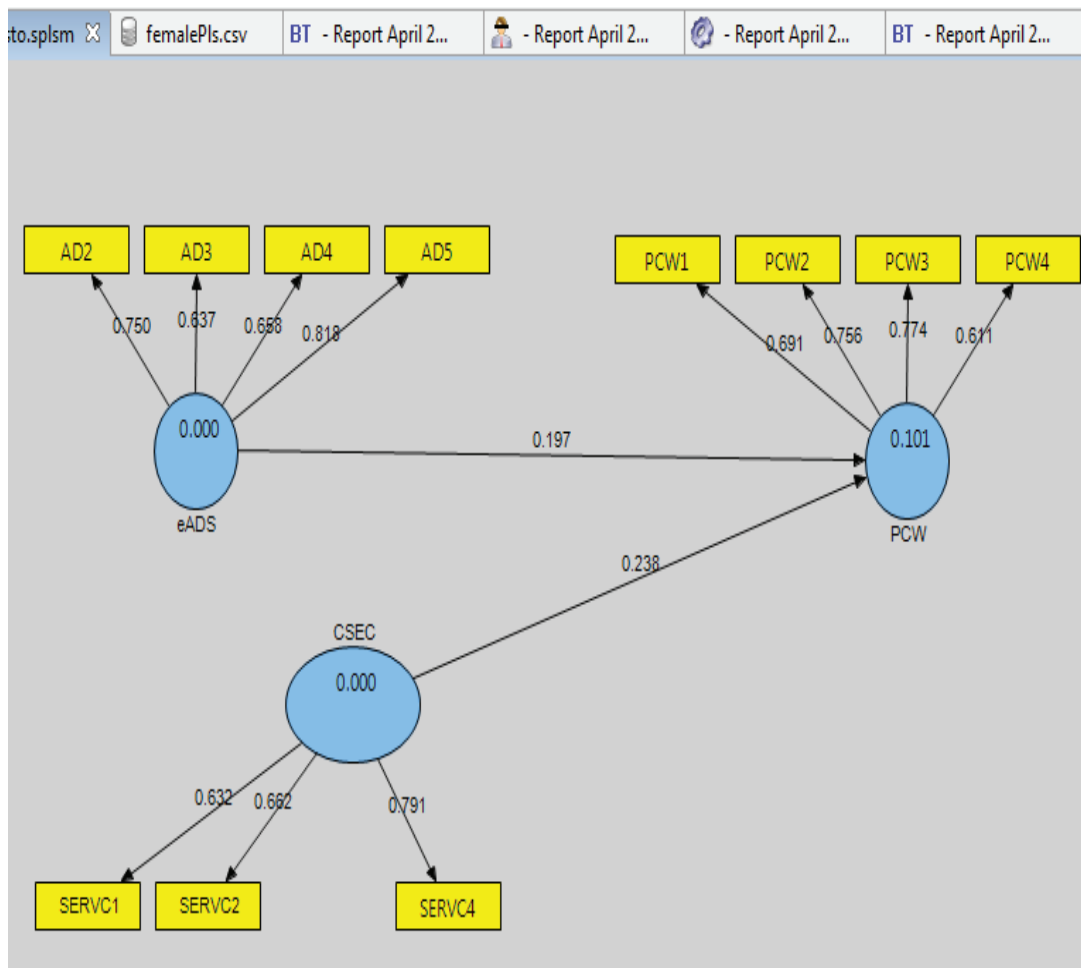 sto.splsm femalePls.csv BT - Report April 2... - Report April 2... - Report April 2... BT - Report April 2...
AD2 AD3 AD4 AD5
PCW1 PCW2 PCW3 PCW4
0.750 0.637 0.658 0.818
0.691 0.756 0.774 0.611
0.000
eADS
0.197
0.101
PCW
0.238
CSEC
0.000
0.632 0.662 0.791
SERVC1 SERVC2 SERVC4